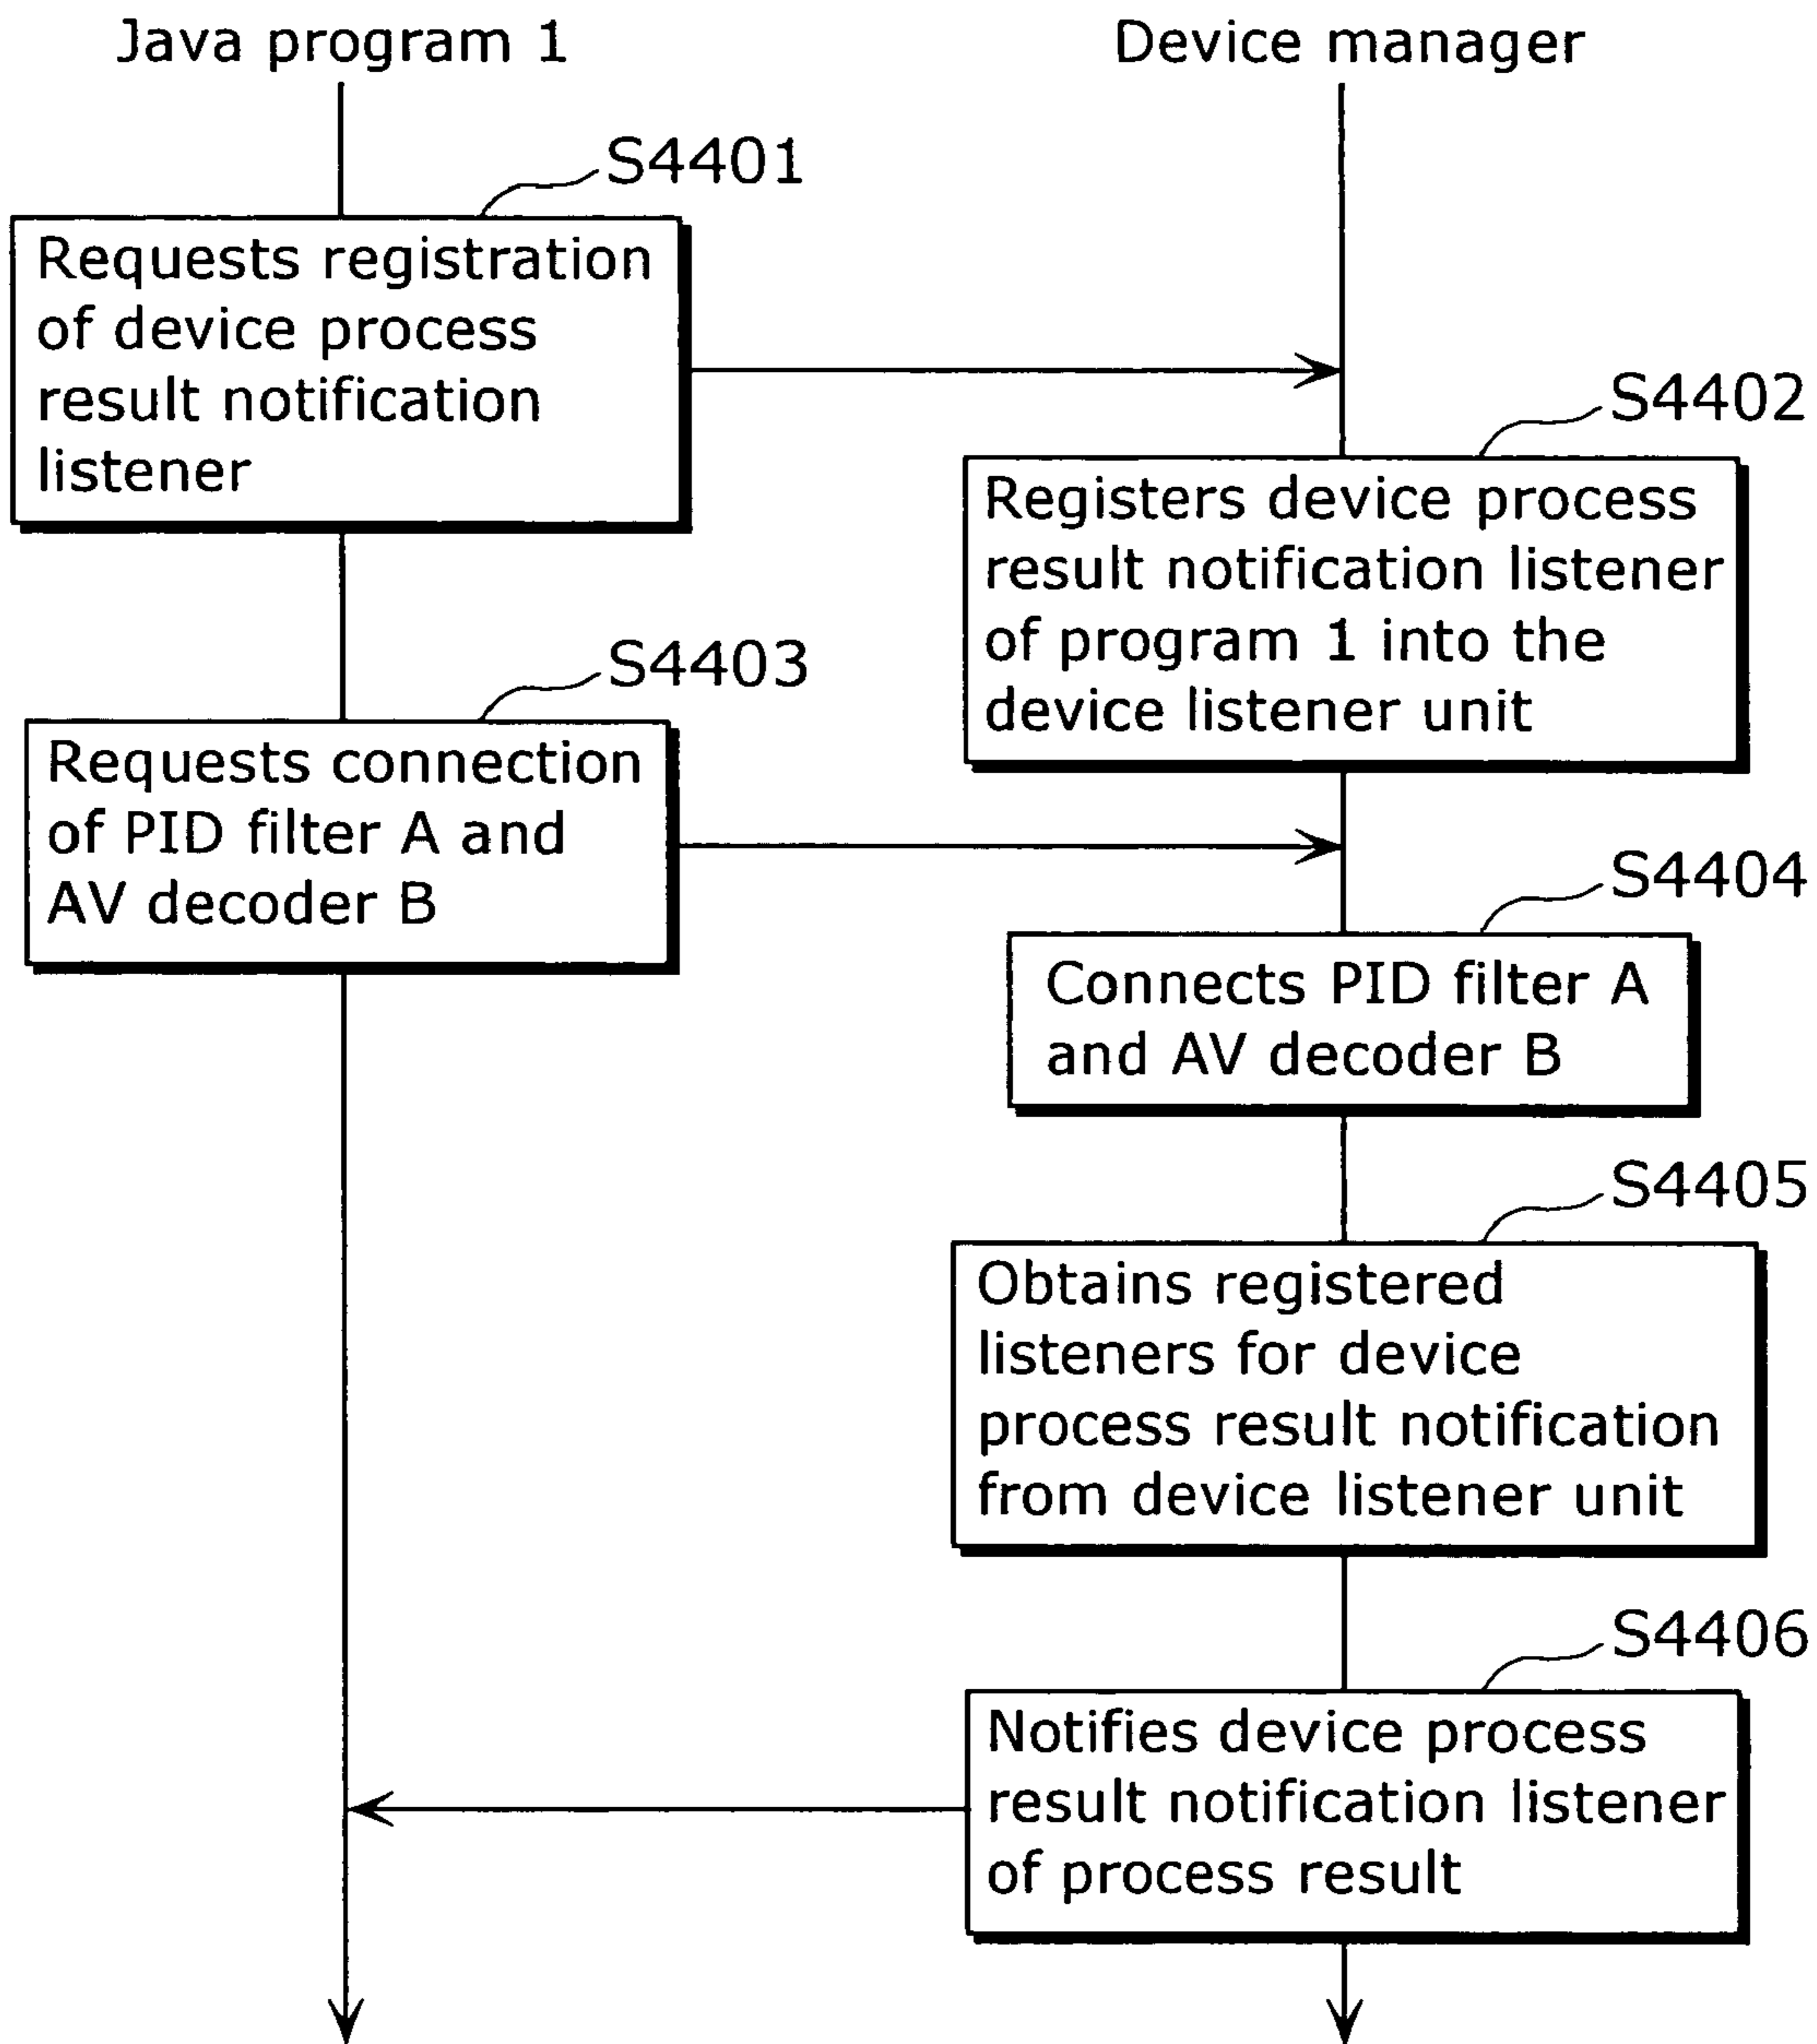 Java program 1
Device manager
S4401
Requests registration
of device process
result notification
listener
S4402
Registers device process
result notification listener
of program 1 into the
device listener unit
S4403
Requests connection
of PID filter A and
AV decoder B
S4404
Connects PID filter A
and AV decoder B
S4405
Obtains registered
listeners for device
process result notification
from device listener unit
S4406
Notifies device process
result notification listener
of process result